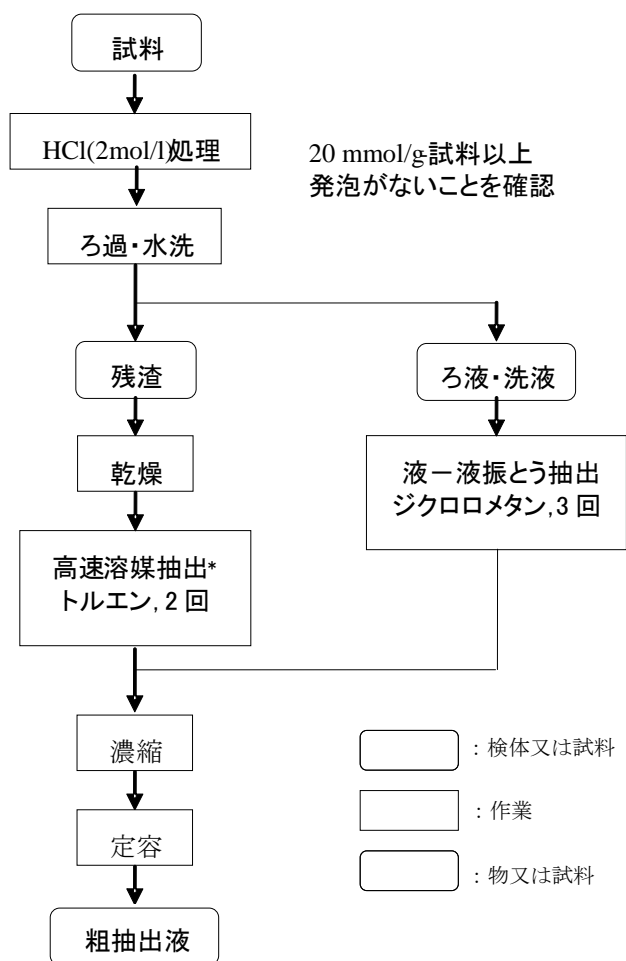 試料
HCl(2mol/l)処理
20 mmol/g試料以上
発泡がないことを確認
ろ過・水洗
残渣
ろ液・洗液
乾燥
液－液振とう抽出
ジクロロメタン,3 回
高速溶媒抽出*
トルエン, 2 回
濃縮
：検体又は試料
定容
：作業
：物又は試料
粗抽出液